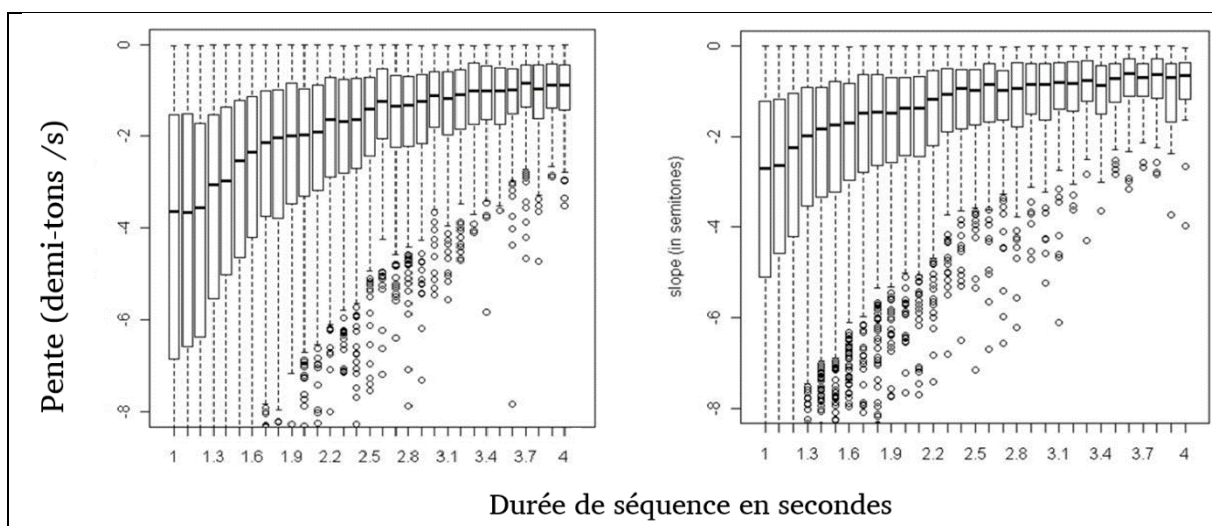 Pente (demi-tons /s)
0
-2
-4
-6
-8
1 1.3 1.6 1.9 2.2 2.5 2.8 3.1 3.4 3.7 4
slope (in semitones)
0
-2
-4
-6
-8
1 1.3 1.6 1.9 2.2 2.5 2.8 3.1 3.4 3.7 4
Durée de séquence en secondes